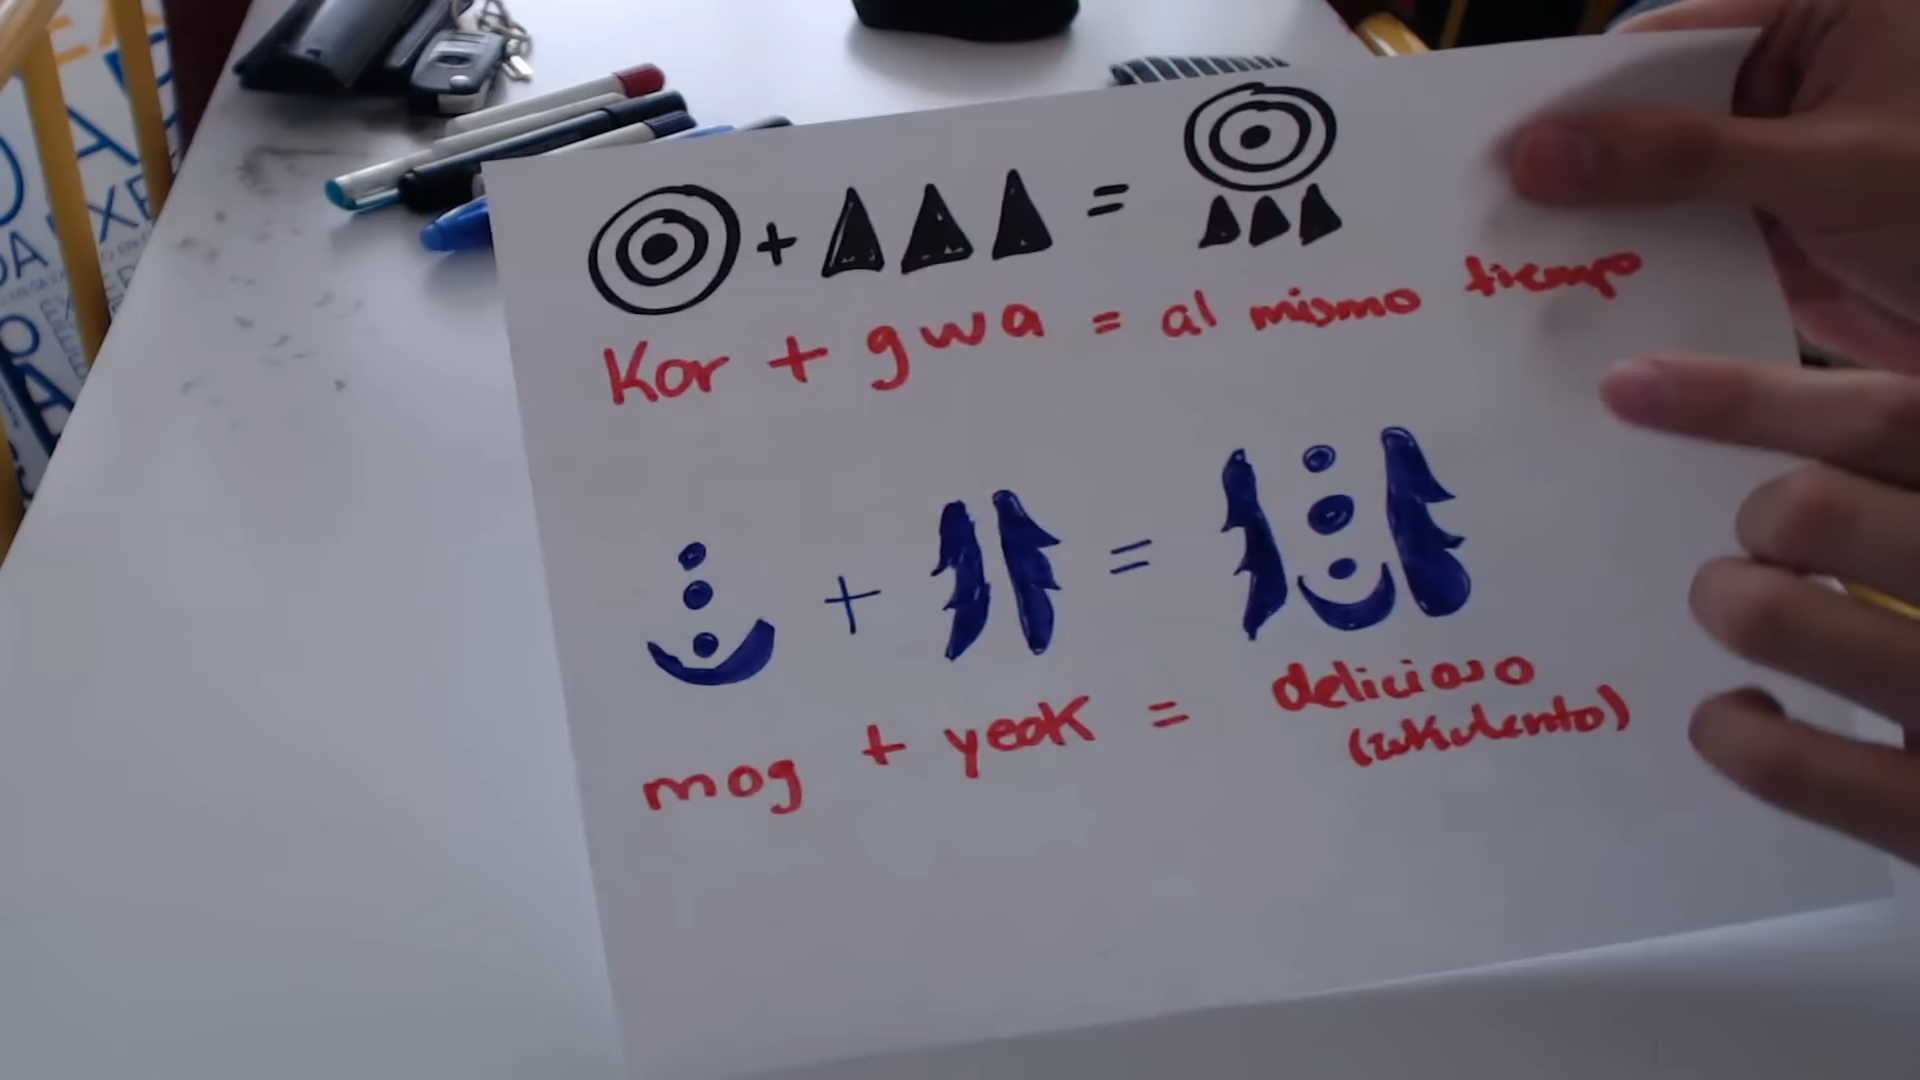 + =
Kor + gwa = al mismo tiempo
+ =
mog + yeok = delicioso